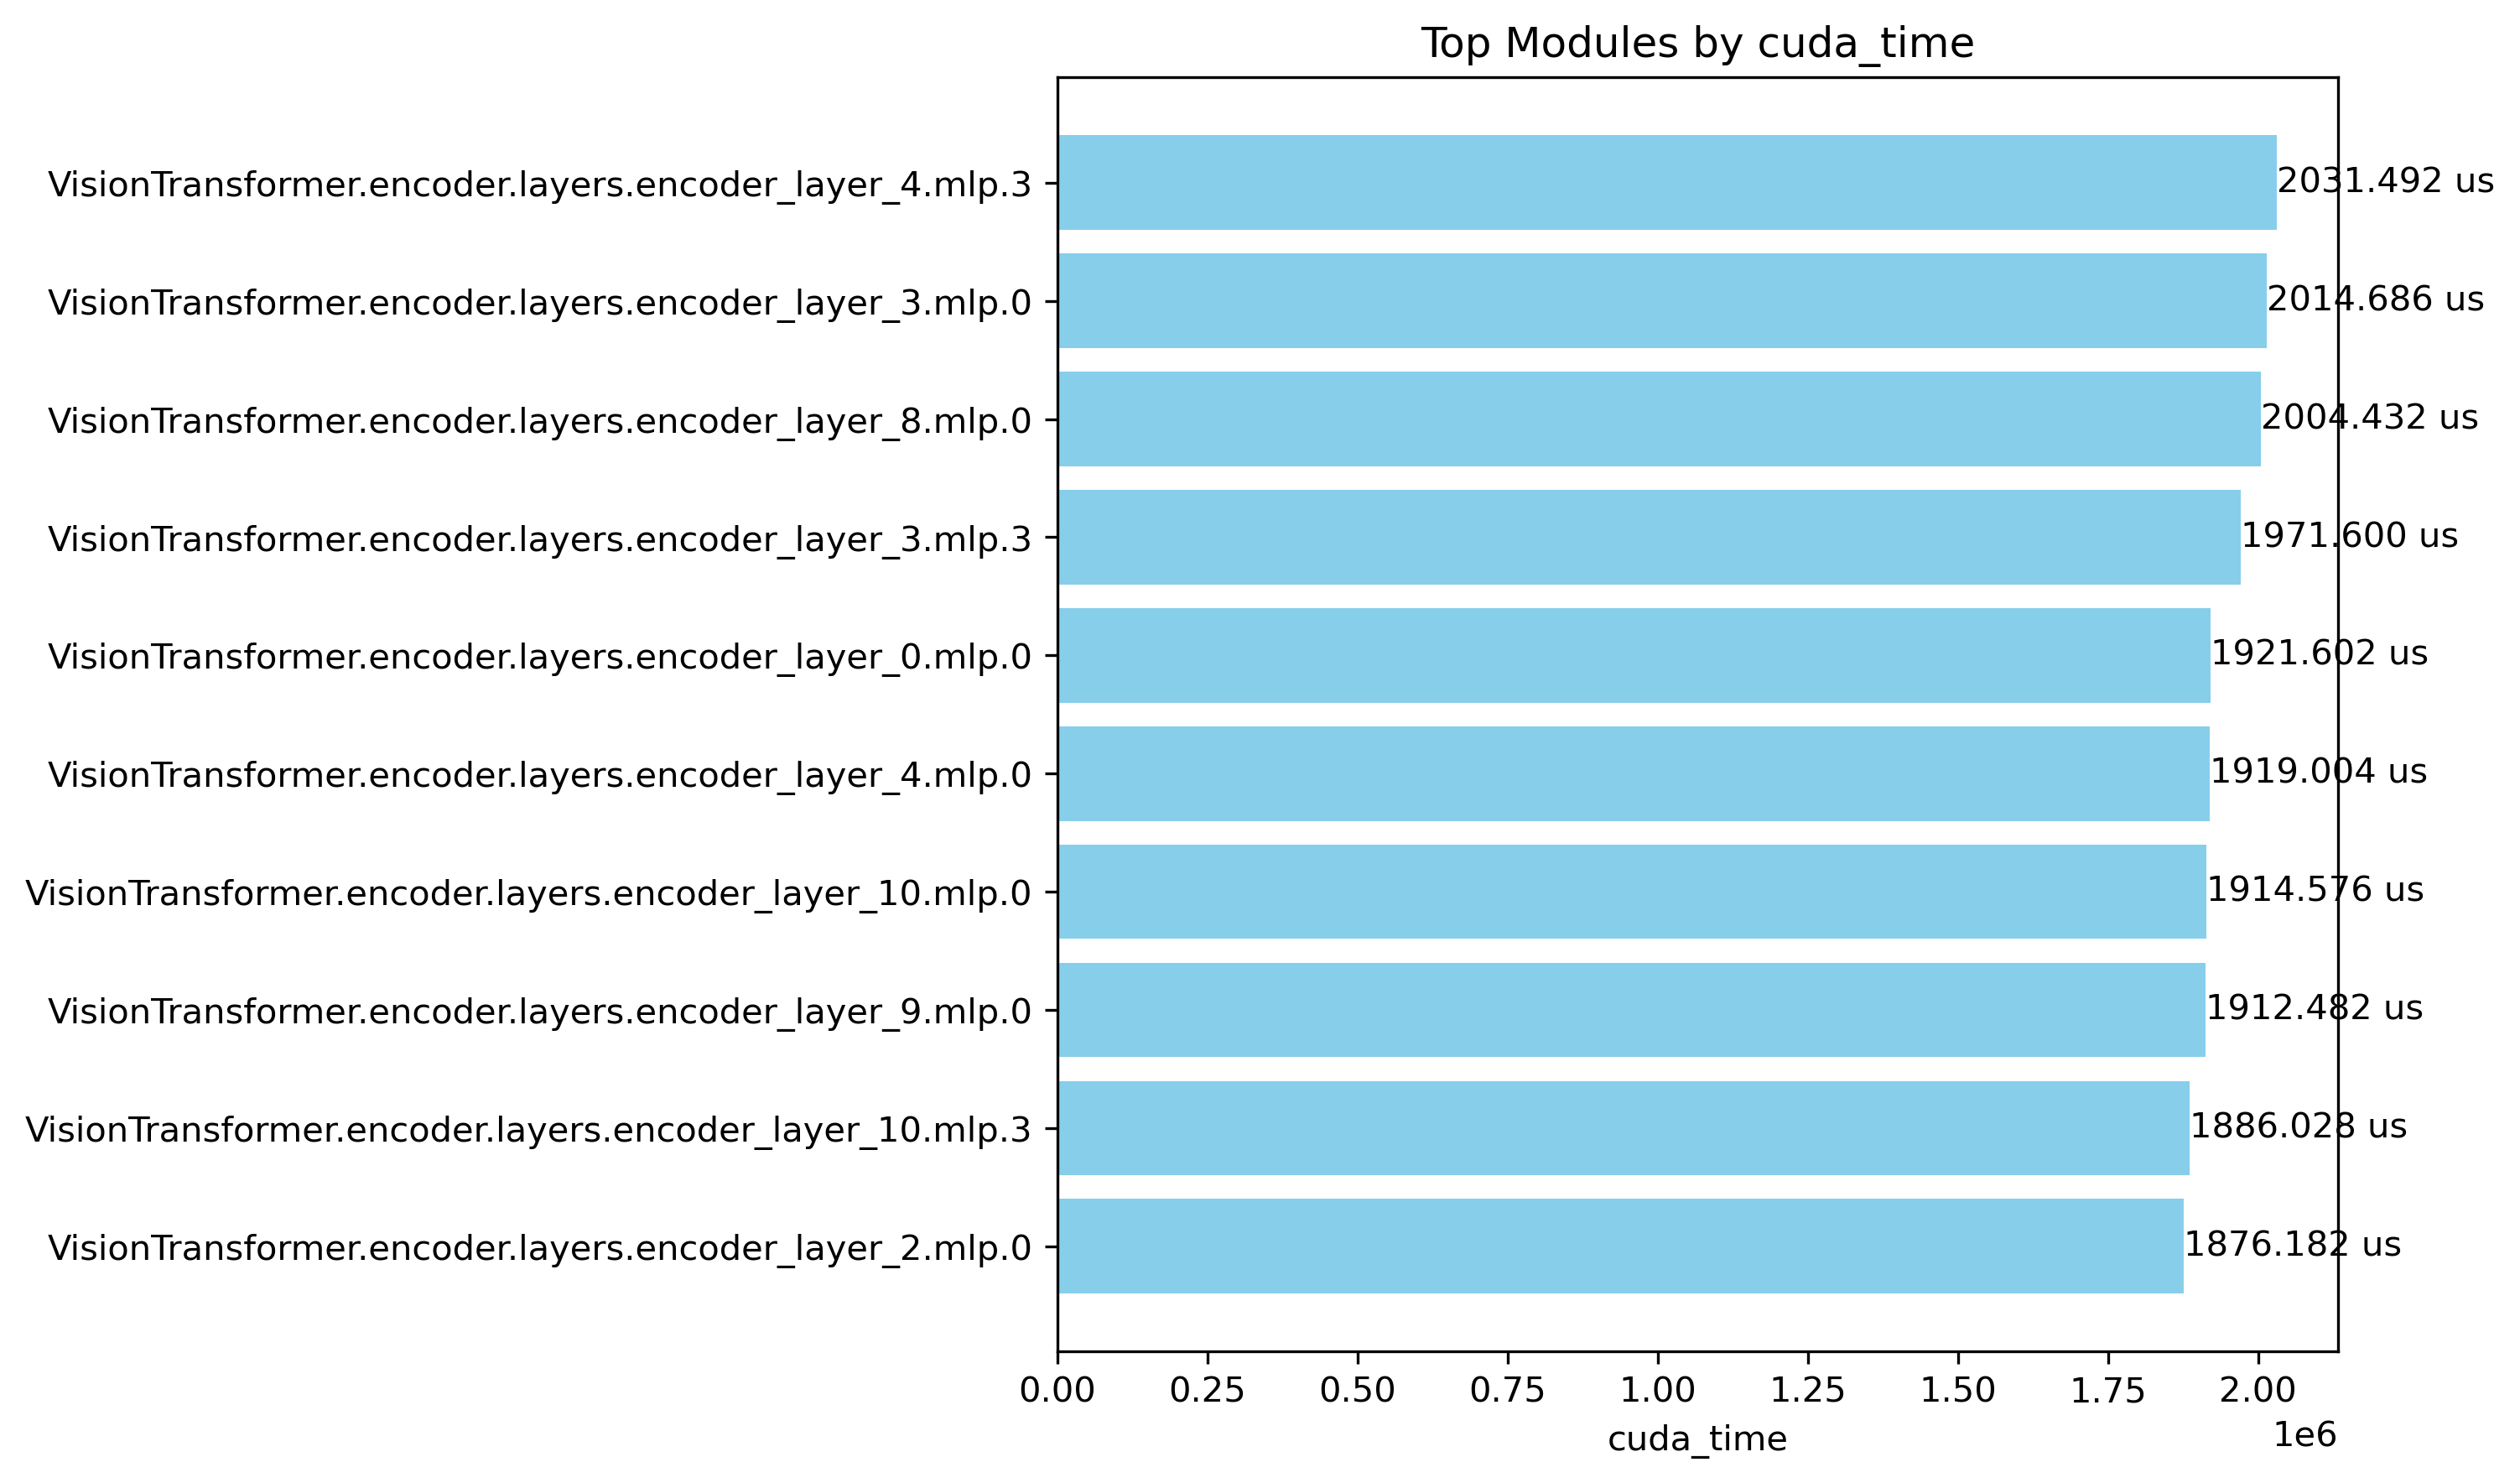 Top Modules by cuda_time
VisionTransformer.encoder.layers.encoder_layer_4.mlp.3 2031.492 us
VisionTransformer.encoder.layers.encoder_layer_3.mlp.0 2014.686 us
VisionTransformer.encoder.layers.encoder_layer_8.mlp.0 2004.432 us
VisionTransformer.encoder.layers.encoder_layer_3.mlp.3 1971.600 us
VisionTransformer.encoder.layers.encoder_layer_0.mlp.0 1921.602 us
VisionTransformer.encoder.layers.encoder_layer_4.mlp.0 1919.004 us
VisionTransformer.encoder.layers.encoder_layer_10.mlp.0 1914.576 us
VisionTransformer.encoder.layers.encoder_layer_9.mlp.0 1912.482 us
VisionTransformer.encoder.layers.encoder_layer_10.mlp.3 1886.028 us
VisionTransformer.encoder.layers.encoder_layer_2.mlp.0 1876.182 us
0.00 0.25 0.50 0.75 1.00 1.25 1.50 1.75 2.00
1e6
cuda_time